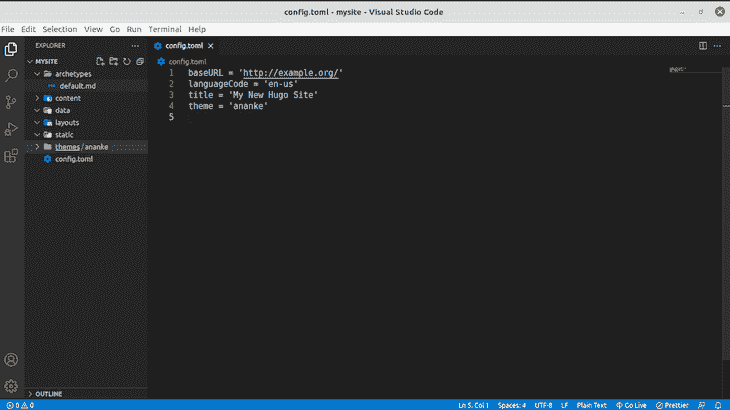 config.toml - mysite - Visual Studio Code
File Edit Selection View Go Run Terminal Help
EXPLORER
config.toml
MYSITE
config.toml
archetypes
default.md
content
data
layouts
static
themes / ananke
config.toml
1 baseURL = 'http://example.org/'
2 languageCode = 'en-us'
3 title = 'My New Hugo Site'
4 theme = 'ananke'
5
OUTLINE
0 0 Ln 5, Col 1 Spaces: 4 UTF-8 LF Plain Text Go Live Prettier